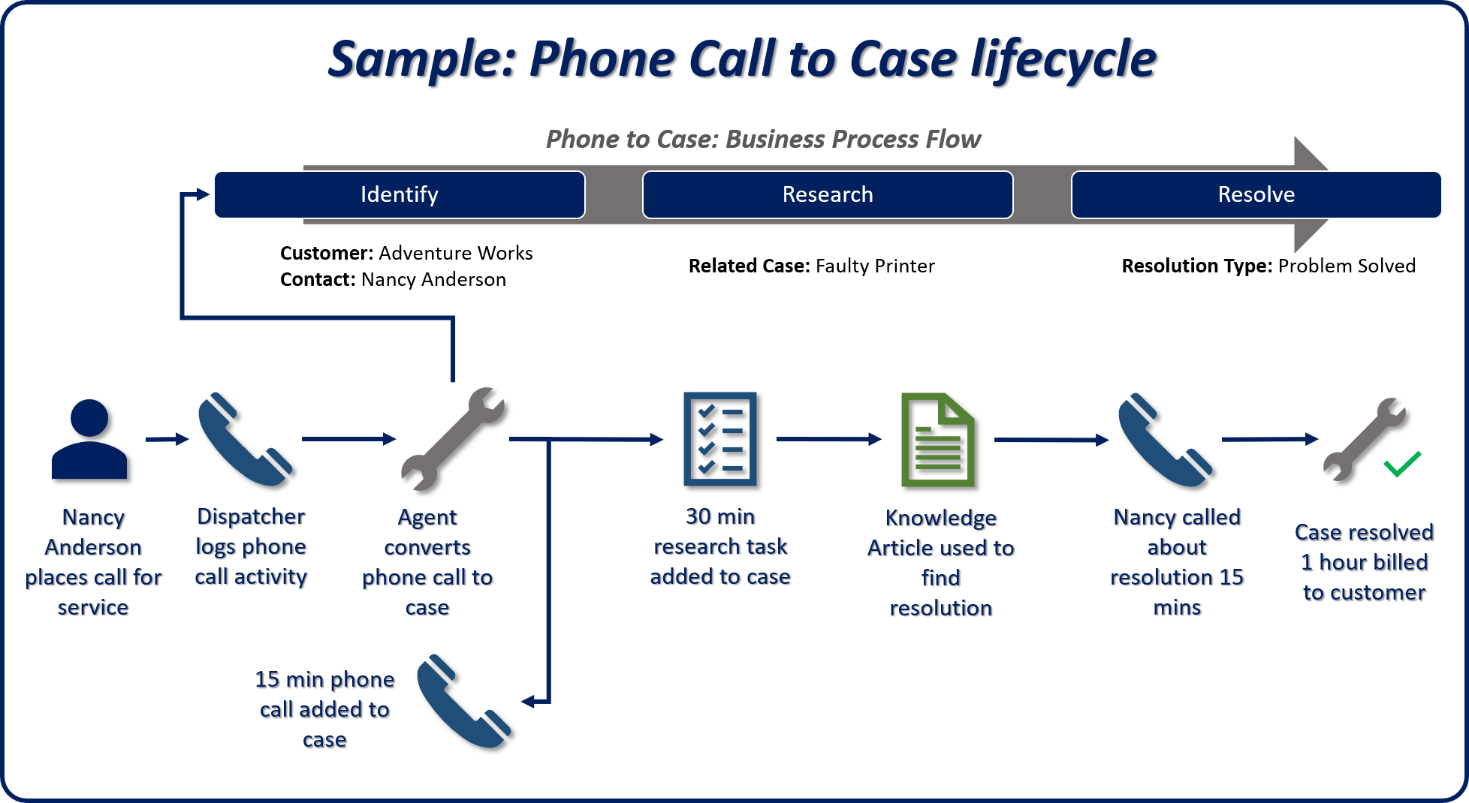 Sample: Phone Call to Case lifecycle
Phone to Case: Business Process Flow
Identify
Research
Resolve
Customer: Adventure Works
Contact: Nancy Anderson
Related Case: Faulty Printer
Resolution Type: Problem Solved
Nancy
Anderson
places call for
service
Dispatcher
logs phone
call activity
Agent
converts
phone call to
case
30 min
research task
added to case
Knowledge
Article used to
find
resolution
Nancy called
about
resolution 15
mins
Case resolved
1 hour billed
to customer
15 min phone
call added to
case